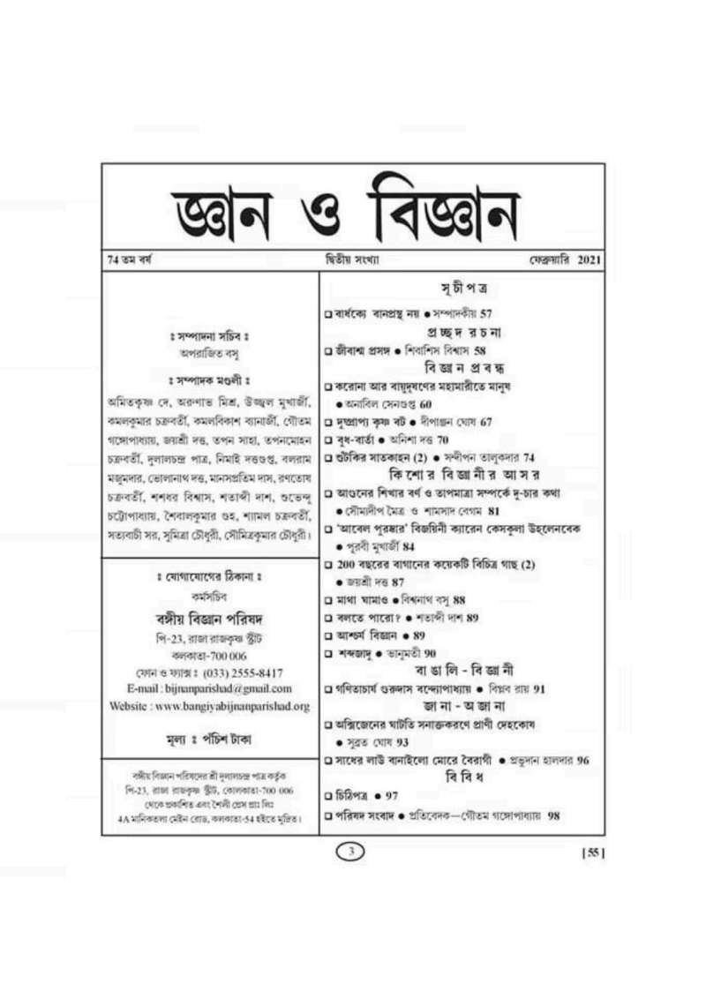 জ্ঞান ও বিজ্ঞান
74 তম বর্ষ
দ্বিতীয় সংখ্যা
ফেব্রুয়ারি 2021
ঃ সম্পাদনা সচিব ঃ
অপরাজিত বসু
ঃ সম্পাদক মণ্ডলী ঃ
অমিতকৃষ্ণ দে, অরুণাভ মিশ্র, উজ্জ্বল মুখার্জী,
কমলকুমার চক্রবর্তী, কমলবিকাশ ব্যানার্জী, গৌতম
গঙ্গোপাধ্যায়, জয়শ্রী দত্ত, তপন সাহা, তপনমোহন
চক্রবর্তী, দুলালচন্দ্র পাত্র, নিমাই দত্তগুপ্ত, বলরাম
মজুমদার, ভোলানাথ দত্ত, মানসপ্রতিম দাস, রণতোষ
চক্রবর্তী, শশধর বিশ্বাস, শতাব্দী দাশ, শুভেন্দু
চট্টোপাধ্যায়, শৈবালকুমার গুহ, শ্যামল চক্রবর্তী,
সত্যবাচী সর, সুমিত্রা চৌধুরী, সৌমিত্রকুমার চৌধুরী।
ঃ যোগাযোগের ঠিকানা ঃ
কর্মসচিব
বঙ্গীয় বিজ্ঞান পরিষদ
পি-23, রাজা রাজকৃষ্ণ স্ট্রীট
কলকাতা-700 006
ফোন ও ফ্যাক্স ঃ (033) 2555-8417
E-mail : bijnanparishad@gmail.com
Website : www.bangiyabijnanparishad.org
মূল্য ঃ পঁচিশ টাকা
বঙ্গীয় বিজ্ঞান পরিষদের শ্রী দুলালচন্দ্র পাত্র কর্তৃক
পি-23, রাজা রাজকৃষ্ণ স্ট্রীট, কোলকাতা-700 006
থেকে প্রকাশিত এবং শৈলী প্রেস প্রাঃ লিঃ
4A মানিকতলা মেইন রোড, কলকাতা-54 হইতে মুদ্রিত।
সূচীপত্র
❑ বার্ধক্যে বানপ্রস্থ নয় ● সম্পাদকীয় 57
প্রচ্ছদ রচনা
❑ জীবাশ্ম প্রসঙ্গ ● শিবাশিস বিশ্বাস 58
বিজ্ঞান প্রবন্ধ
❑ করোনা আর বায়ুদূষণের মহামারীতে মানুষ
● অনাবিল সেনগুপ্ত 60
❑ দুষ্প্রাপ্য কৃষ্ণ বট ● দীপাঞ্জন ঘোষ 67
❑ বুধ-বার্তা ● অনিশা দত্ত 70
❑ শুঁটকির সাতকাহন (2) ● সন্দীপন তালুকদার 74
কিশোর বিজ্ঞানীর আসর
❑ আগুনের শিখার বর্ণ ও তাপমাত্রা সম্পর্কে দু-চার কথা
● সৌম্যদীপ মৈত্র ও শামসাদ বেগম 81
❑ 'আবেল পুরস্কার' বিজয়িনী ক্যারেন কেসকুলা উহলেনবেক
● পূরবী মুখার্জী 84
❑ 200 বছরের বাগানের কয়েকটি বিচিত্র গাছ (2)
● জয়শ্রী দত্ত 87
❑ মাথা ঘামাও ● বিশ্বনাথ বসু 88
❑ বলতে পারো? ● শতাব্দী দাশ 89
❑ আশ্চর্য বিজ্ঞান ● 89
❑ শব্দজাদু ● ভানুমতী 90
বাঙালি-বিজ্ঞানী
❑ গণিতাচার্য গুরুদাস বন্দ্যোপাধ্যায় ● বিপ্লব রায় 91
জানা-অজানা
❑ অক্সিজেনের ঘাটতি সনাক্তকরণে প্রাণী দেহকোষ
● সুব্রত ঘোষ 93
❑ সাধের লাউ বানাইলো মোরে বৈরাগী ● প্রভুদান হালদার 96
বিবিধ
❑ চিঠিপত্র ● 97
❑ পরিষদ সংবাদ ● প্রতিবেদক—গৌতম গঙ্গোপাধ্যায় 98
3
[ 55 ]